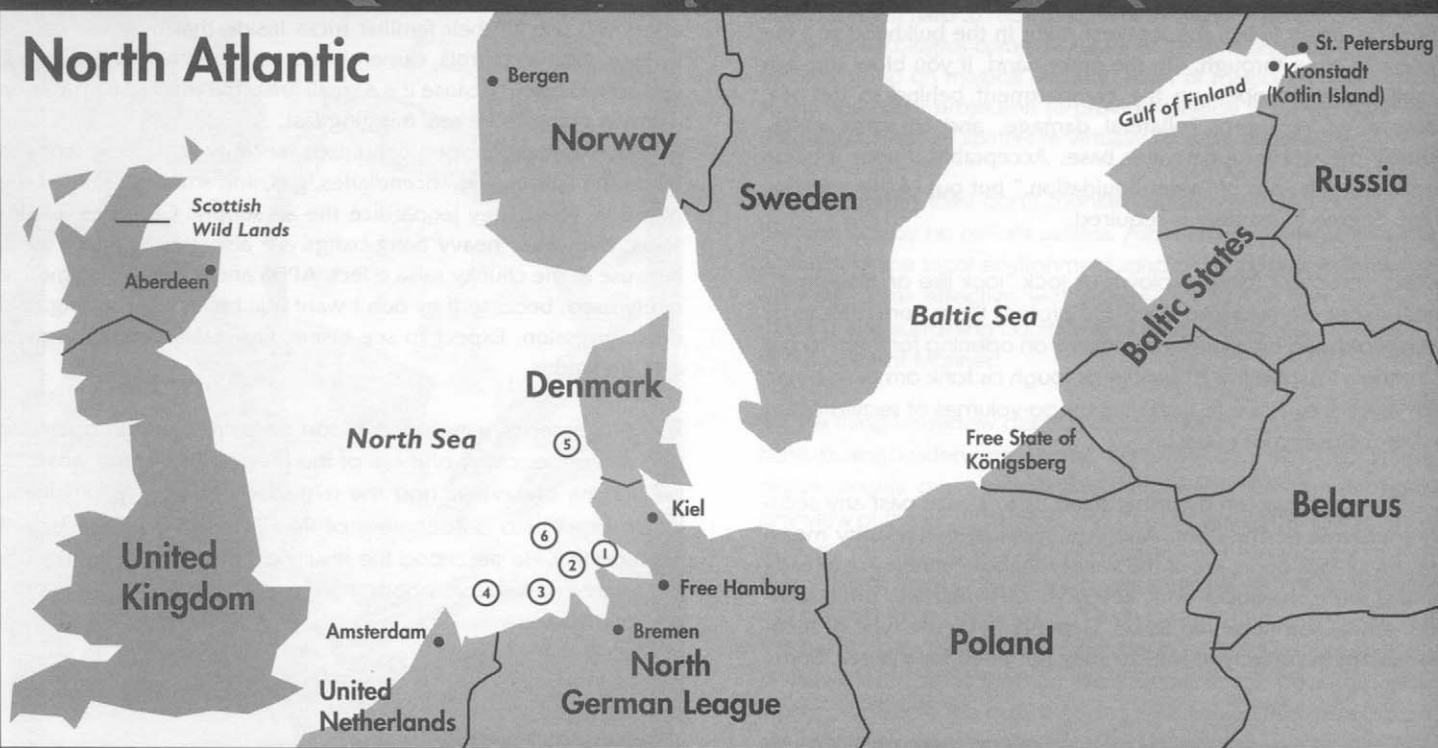 North Atlantic
Bergen
Norway
Sweden
St. Petersburg
Kronstadt
(Kotlin Island)
Gulf of Finland
Russia
Scottish
Wild Lands
Aberdeen
Baltic States
Baltic Sea
Denmark
North Sea
5
Free State of
Königsberg
Kiel
Belarus
6
1
2
3
4
United
Kingdom
Free Hamburg
Amsterdam
Bremen
Poland
North
German League
United
Netherlands